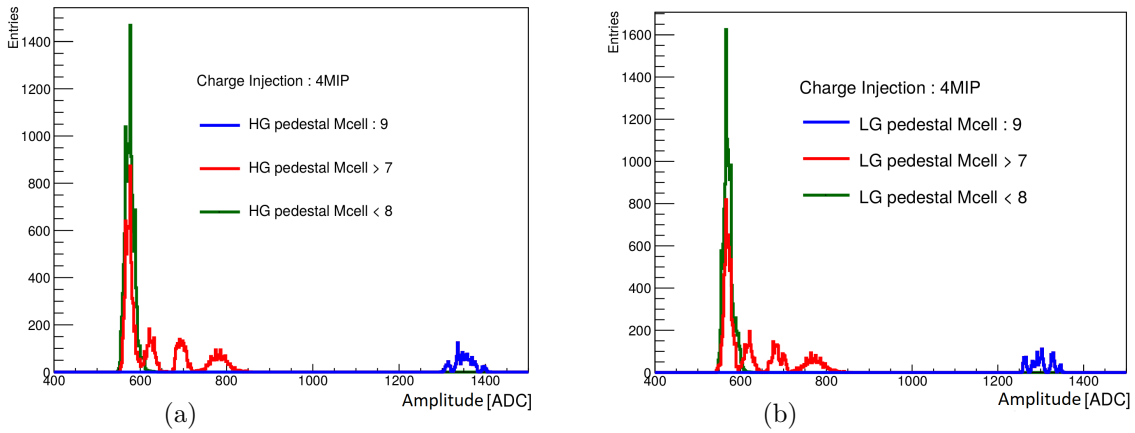 Entries
1400
1200
1000
800
600
400
200
0
Charge Injection : 4MIP
HG pedestal Mcell : 9
HG pedestal Mcell > 7
HG pedestal Mcell < 8
400 600 800 1000 1200 1400
Amplitude [ADC]
(a)
Entries
1600
1400
1200
1000
800
600
400
200
0
Charge Injection : 4MIP
LG pedestal Mcell : 9
LG pedestal Mcell > 7
LG pedestal Mcell < 8
400 600 800 1000 1200 1400
Amplitude [ADC]
(b)